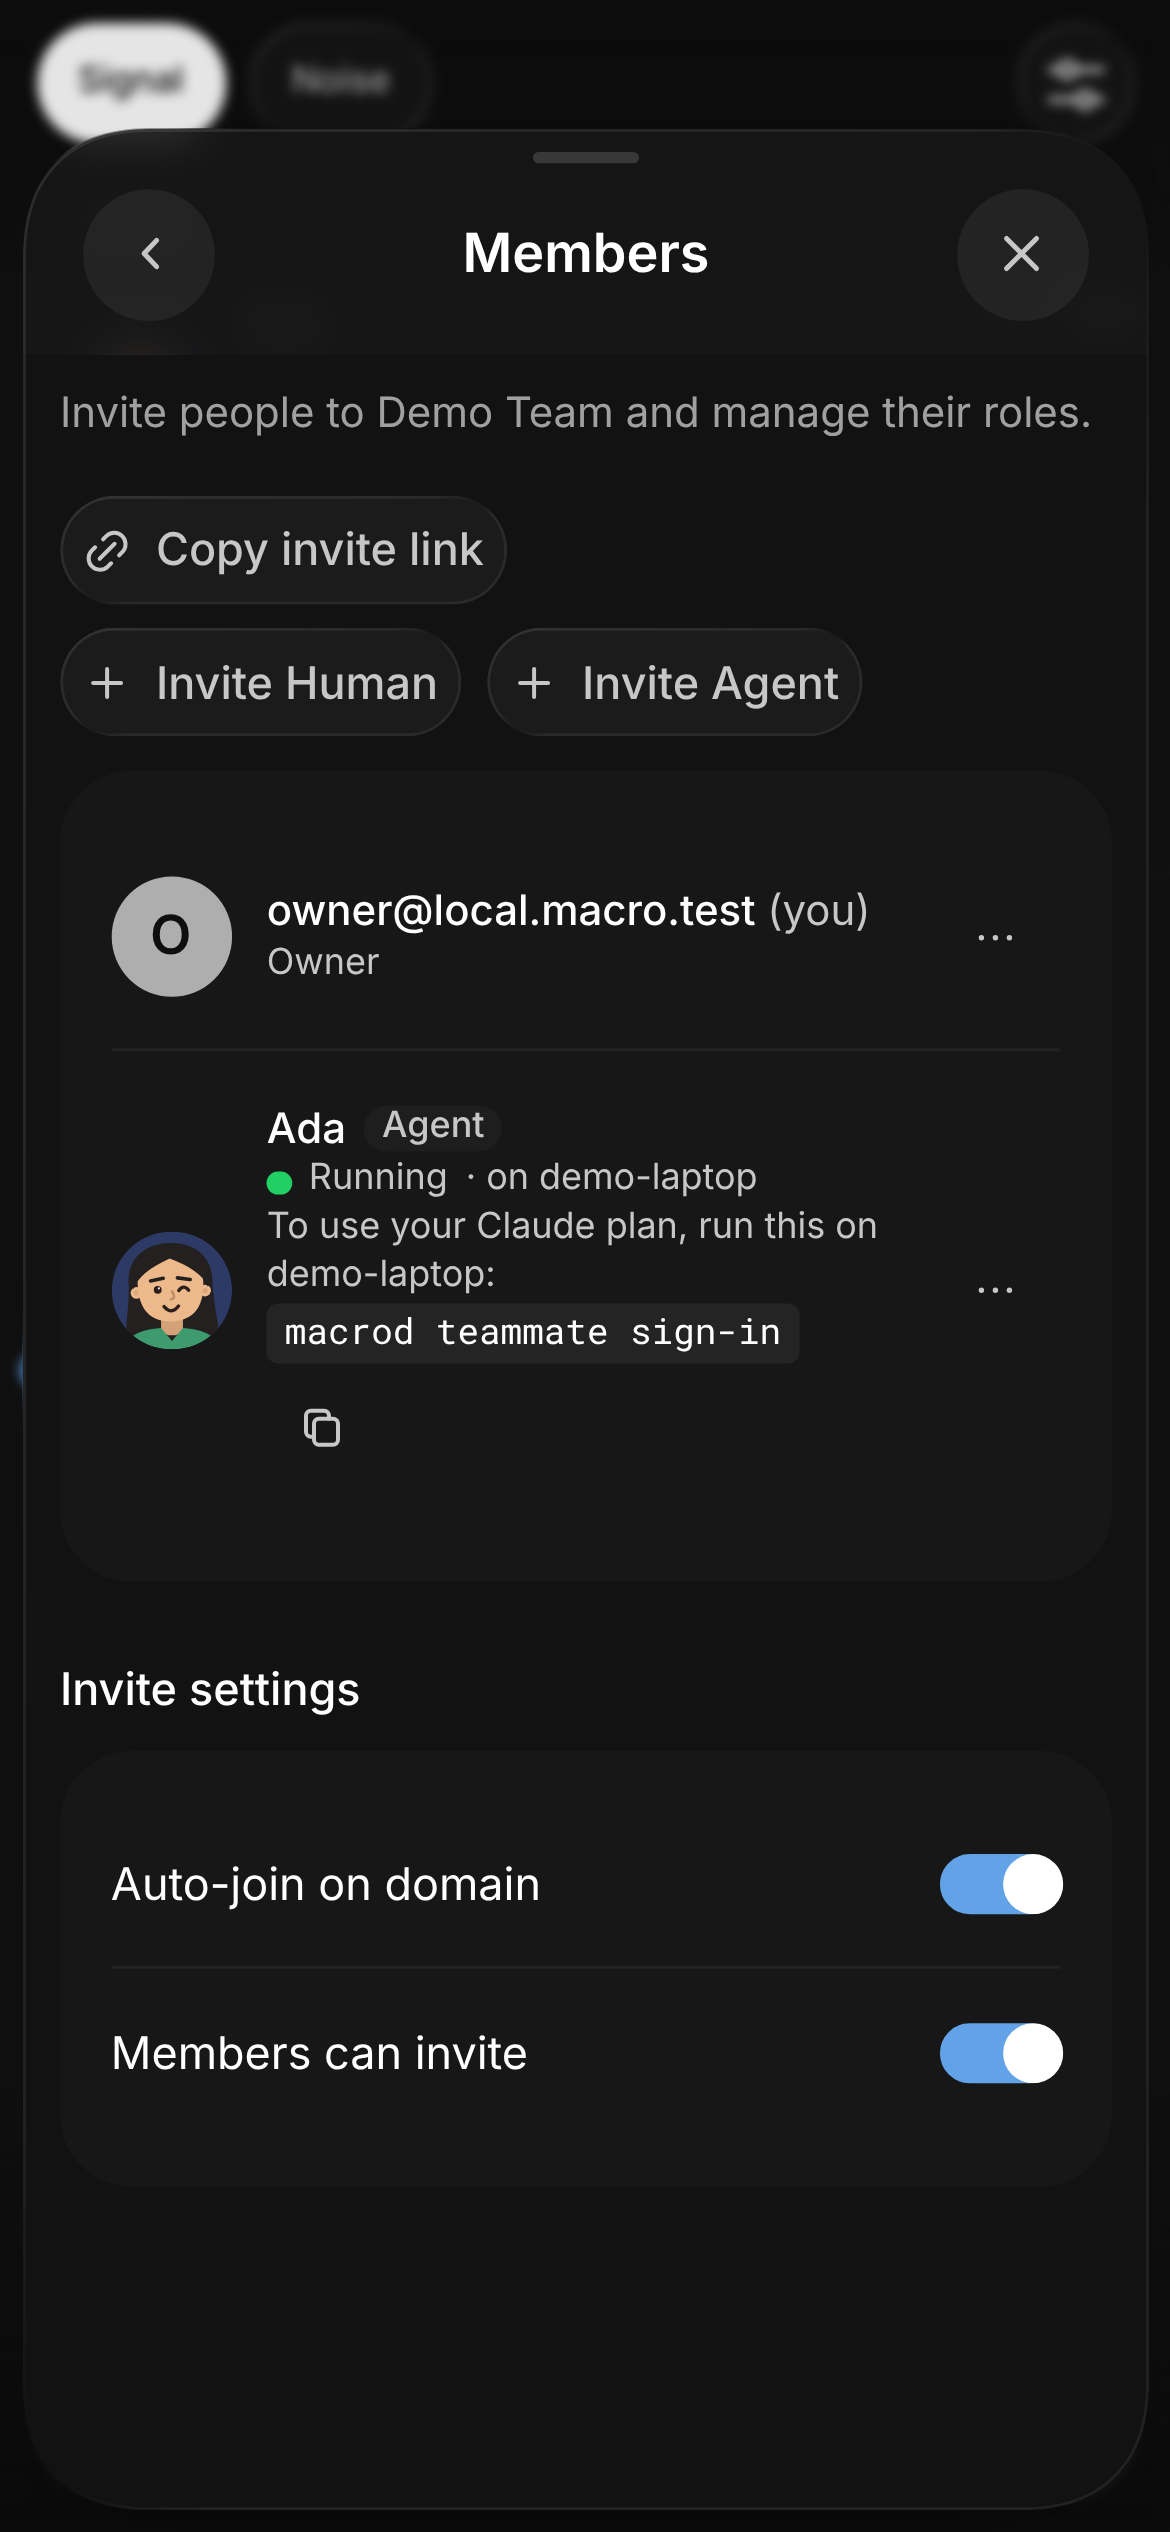 Signal Noise
Members
Invite people to Demo Team and manage their roles.
Copy invite link
Invite Human Invite Agent
O
owner@local.macro.test (you)
Owner
Ada Agent
Running · on demo-laptop
To use your Claude plan, run this on
demo-laptop:
macrod teammate sign-in
Invite settings
Auto-join on domain
Members can invite